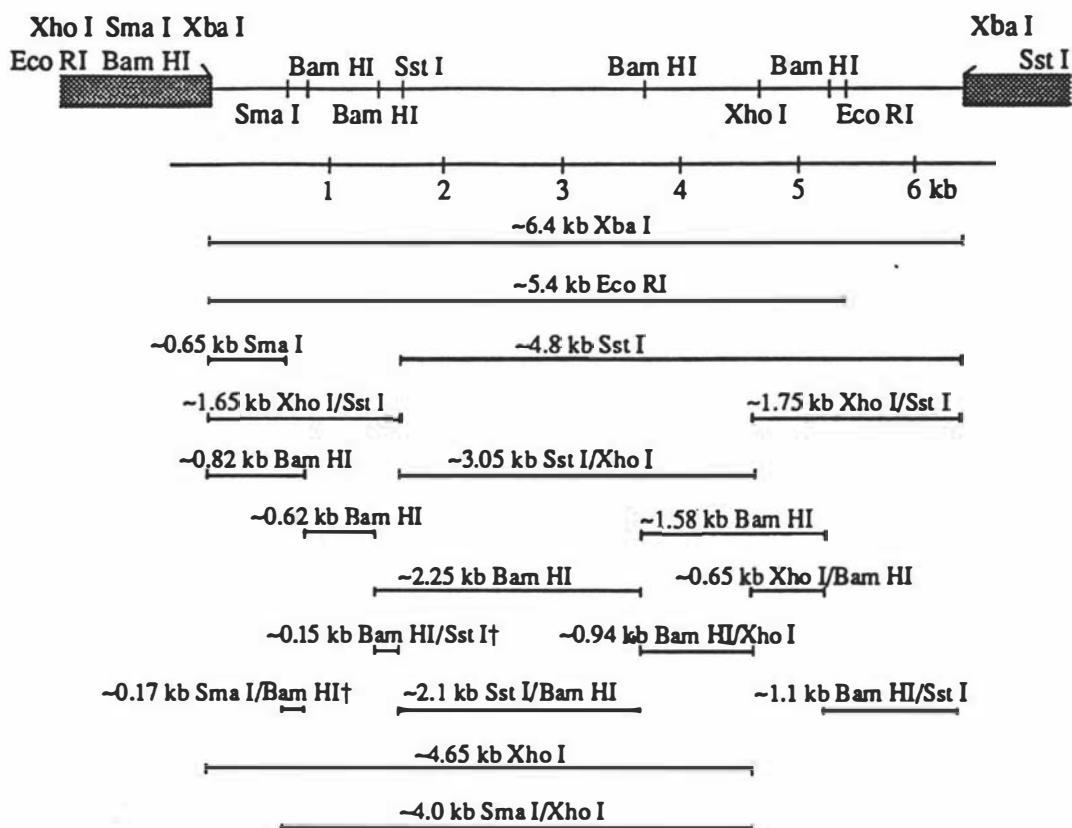 Xho I Sma I Xba I
Xba I
Eco RI Bam HI
Bam HI Sst I
Bam HI
Bam HI
Sst I
Sma I
Bam HI
Xho I
Eco RI
1 2 3 4 5 6 kb
~6.4 kb Xba I
~5.4 kb Eco RI
~0.65 kb Sma I
~4.8 kb Sst I
~1.65 kb Xho I/Sst I
~1.75 kb Xho I/Sst I
~0.82 kb Bam HI
~3.05 kb Sst I/Xho I
~0.62 kb Bam HI
~1.58 kb Bam HI
~2.25 kb Bam HI
~0.65 kb Xho I/Bam HI
~0.15 kb Bam HI/Sst I†
~0.94 kb Bam HI/Xho I
~0.17 kb Sma I/Bam HI†
~2.1 kb Sst I/Bam HI
~1.1 kb Bam HI/Sst I
~4.65 kb Xho I
~4.0 kb Sma I/Xho I